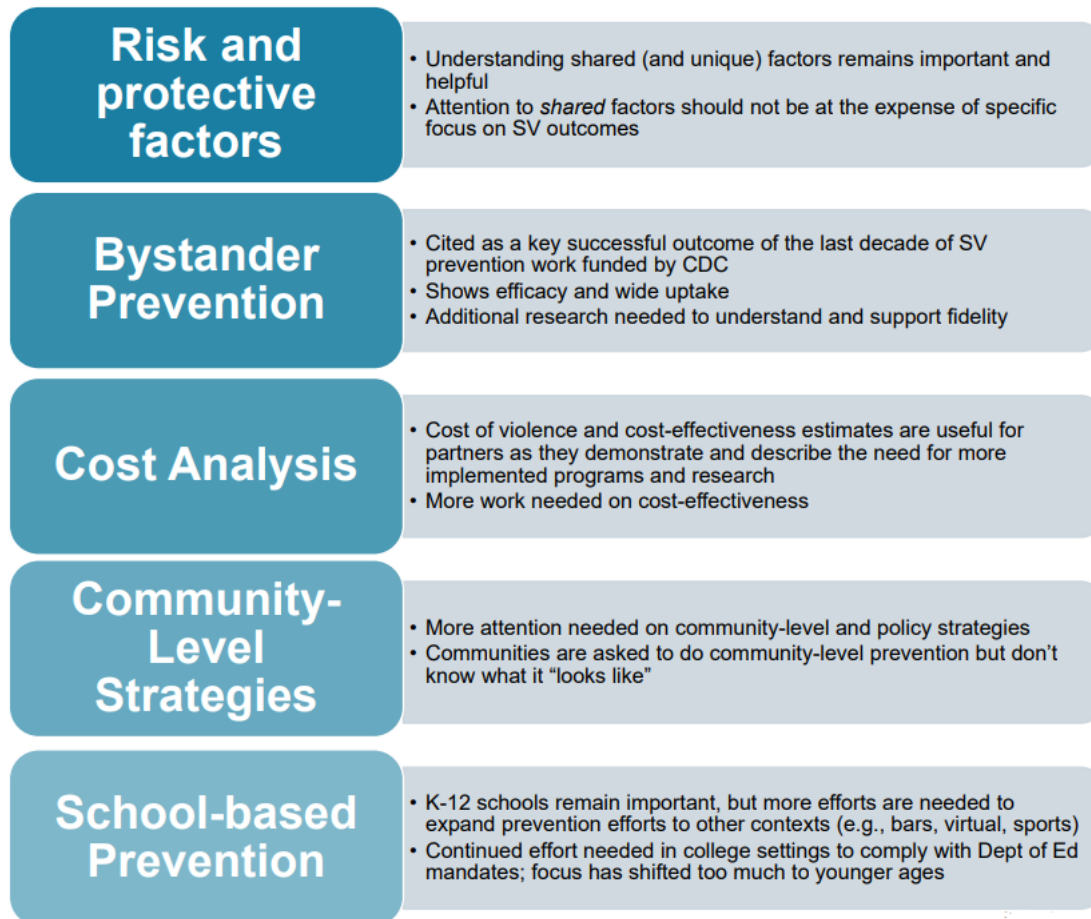 Risk and
protective
factors
• Understanding shared (and unique) factors remains important and
helpful
• Attention to shared factors should not be at the expense of specific
focus on SV outcomes
Bystander
Prevention
• Cited as a key successful outcome of the last decade of SV
prevention work funded by CDC
• Shows efficacy and wide uptake
• Additional research needed to understand and support fidelity
Cost Analysis
• Cost of violence and cost-effectiveness estimates are useful for
partners as they demonstrate and describe the need for more
implemented programs and research
• More work needed on cost-effectiveness
Community-
Level
Strategies
• More attention needed on community-level and policy strategies
• Communities are asked to do community-level prevention but don’t
know what it “looks like”
School-based
Prevention
• K-12 schools remain important, but more efforts are needed to
expand prevention efforts to other contexts (e.g., bars, virtual, sports)
• Continued effort needed in college settings to comply with Dept of Ed
mandates; focus has shifted too much to younger ages